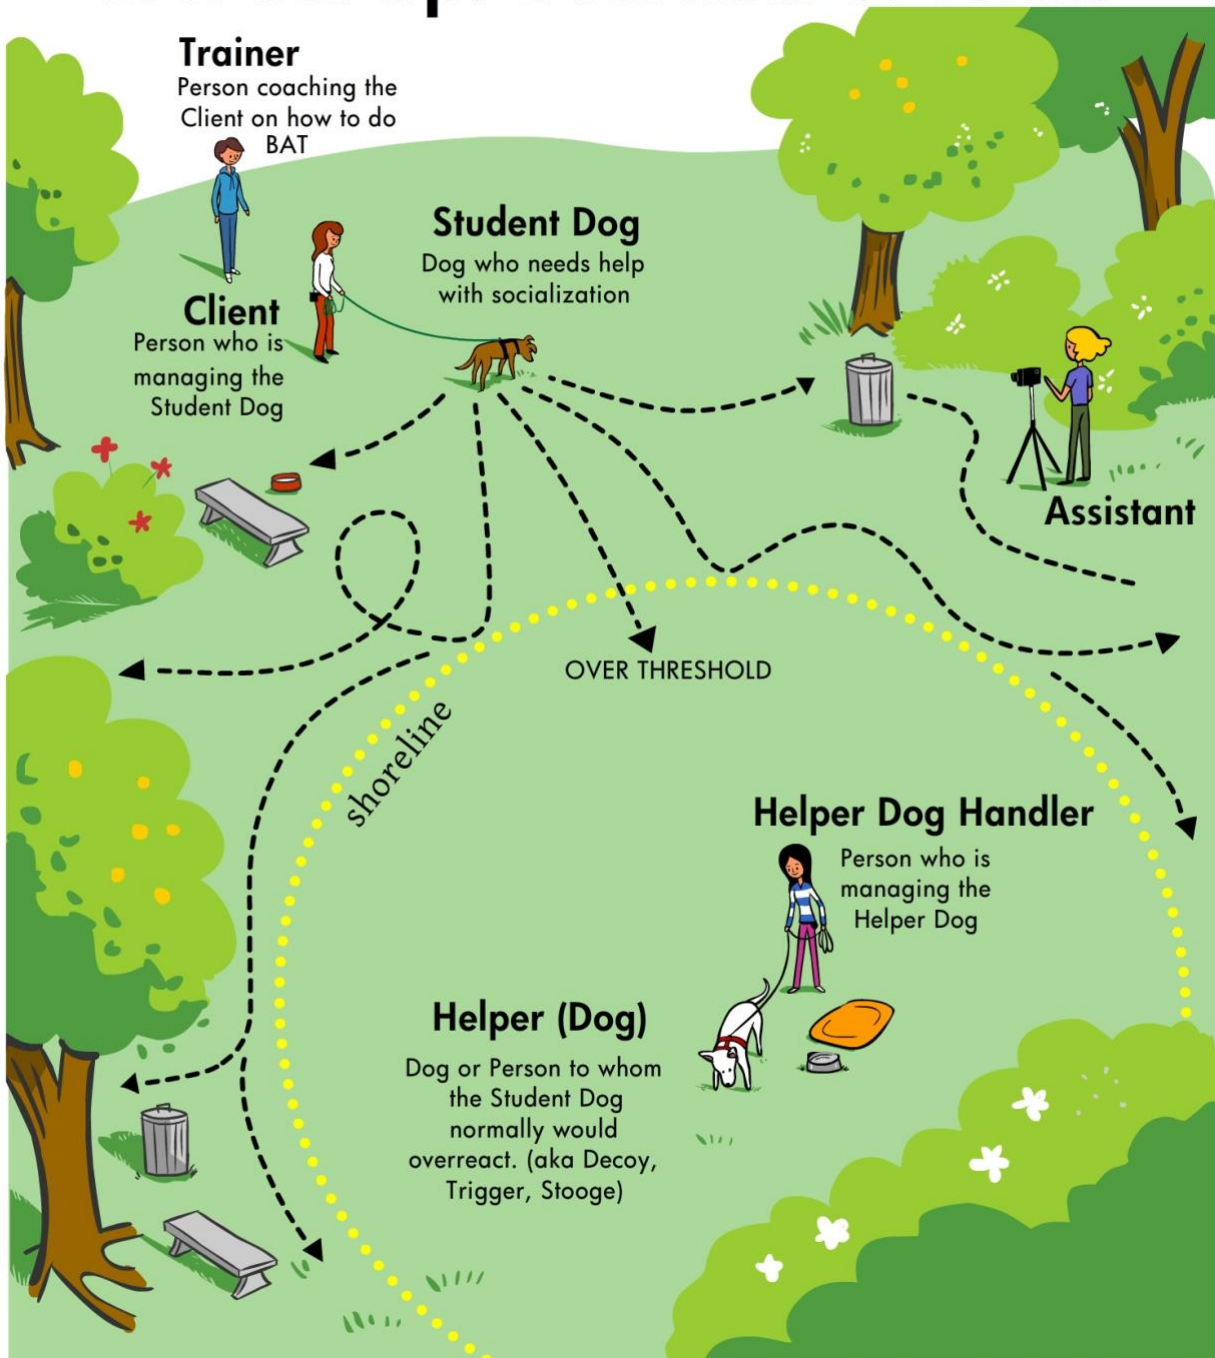 Trainer
Person coaching the
Client on how to do
BAT
Student Dog
Dog who needs help
with socialization
Client
Person who is
managing the
Student Dog
Assistant
OVER THRESHOLD
shoreline
Helper Dog Handler
Person who is
managing the
Helper Dog
Helper (Dog)
Dog or Person to whom
the Student Dog
normally would
overreact. (aka Decoy,
Trigger, Stooge)